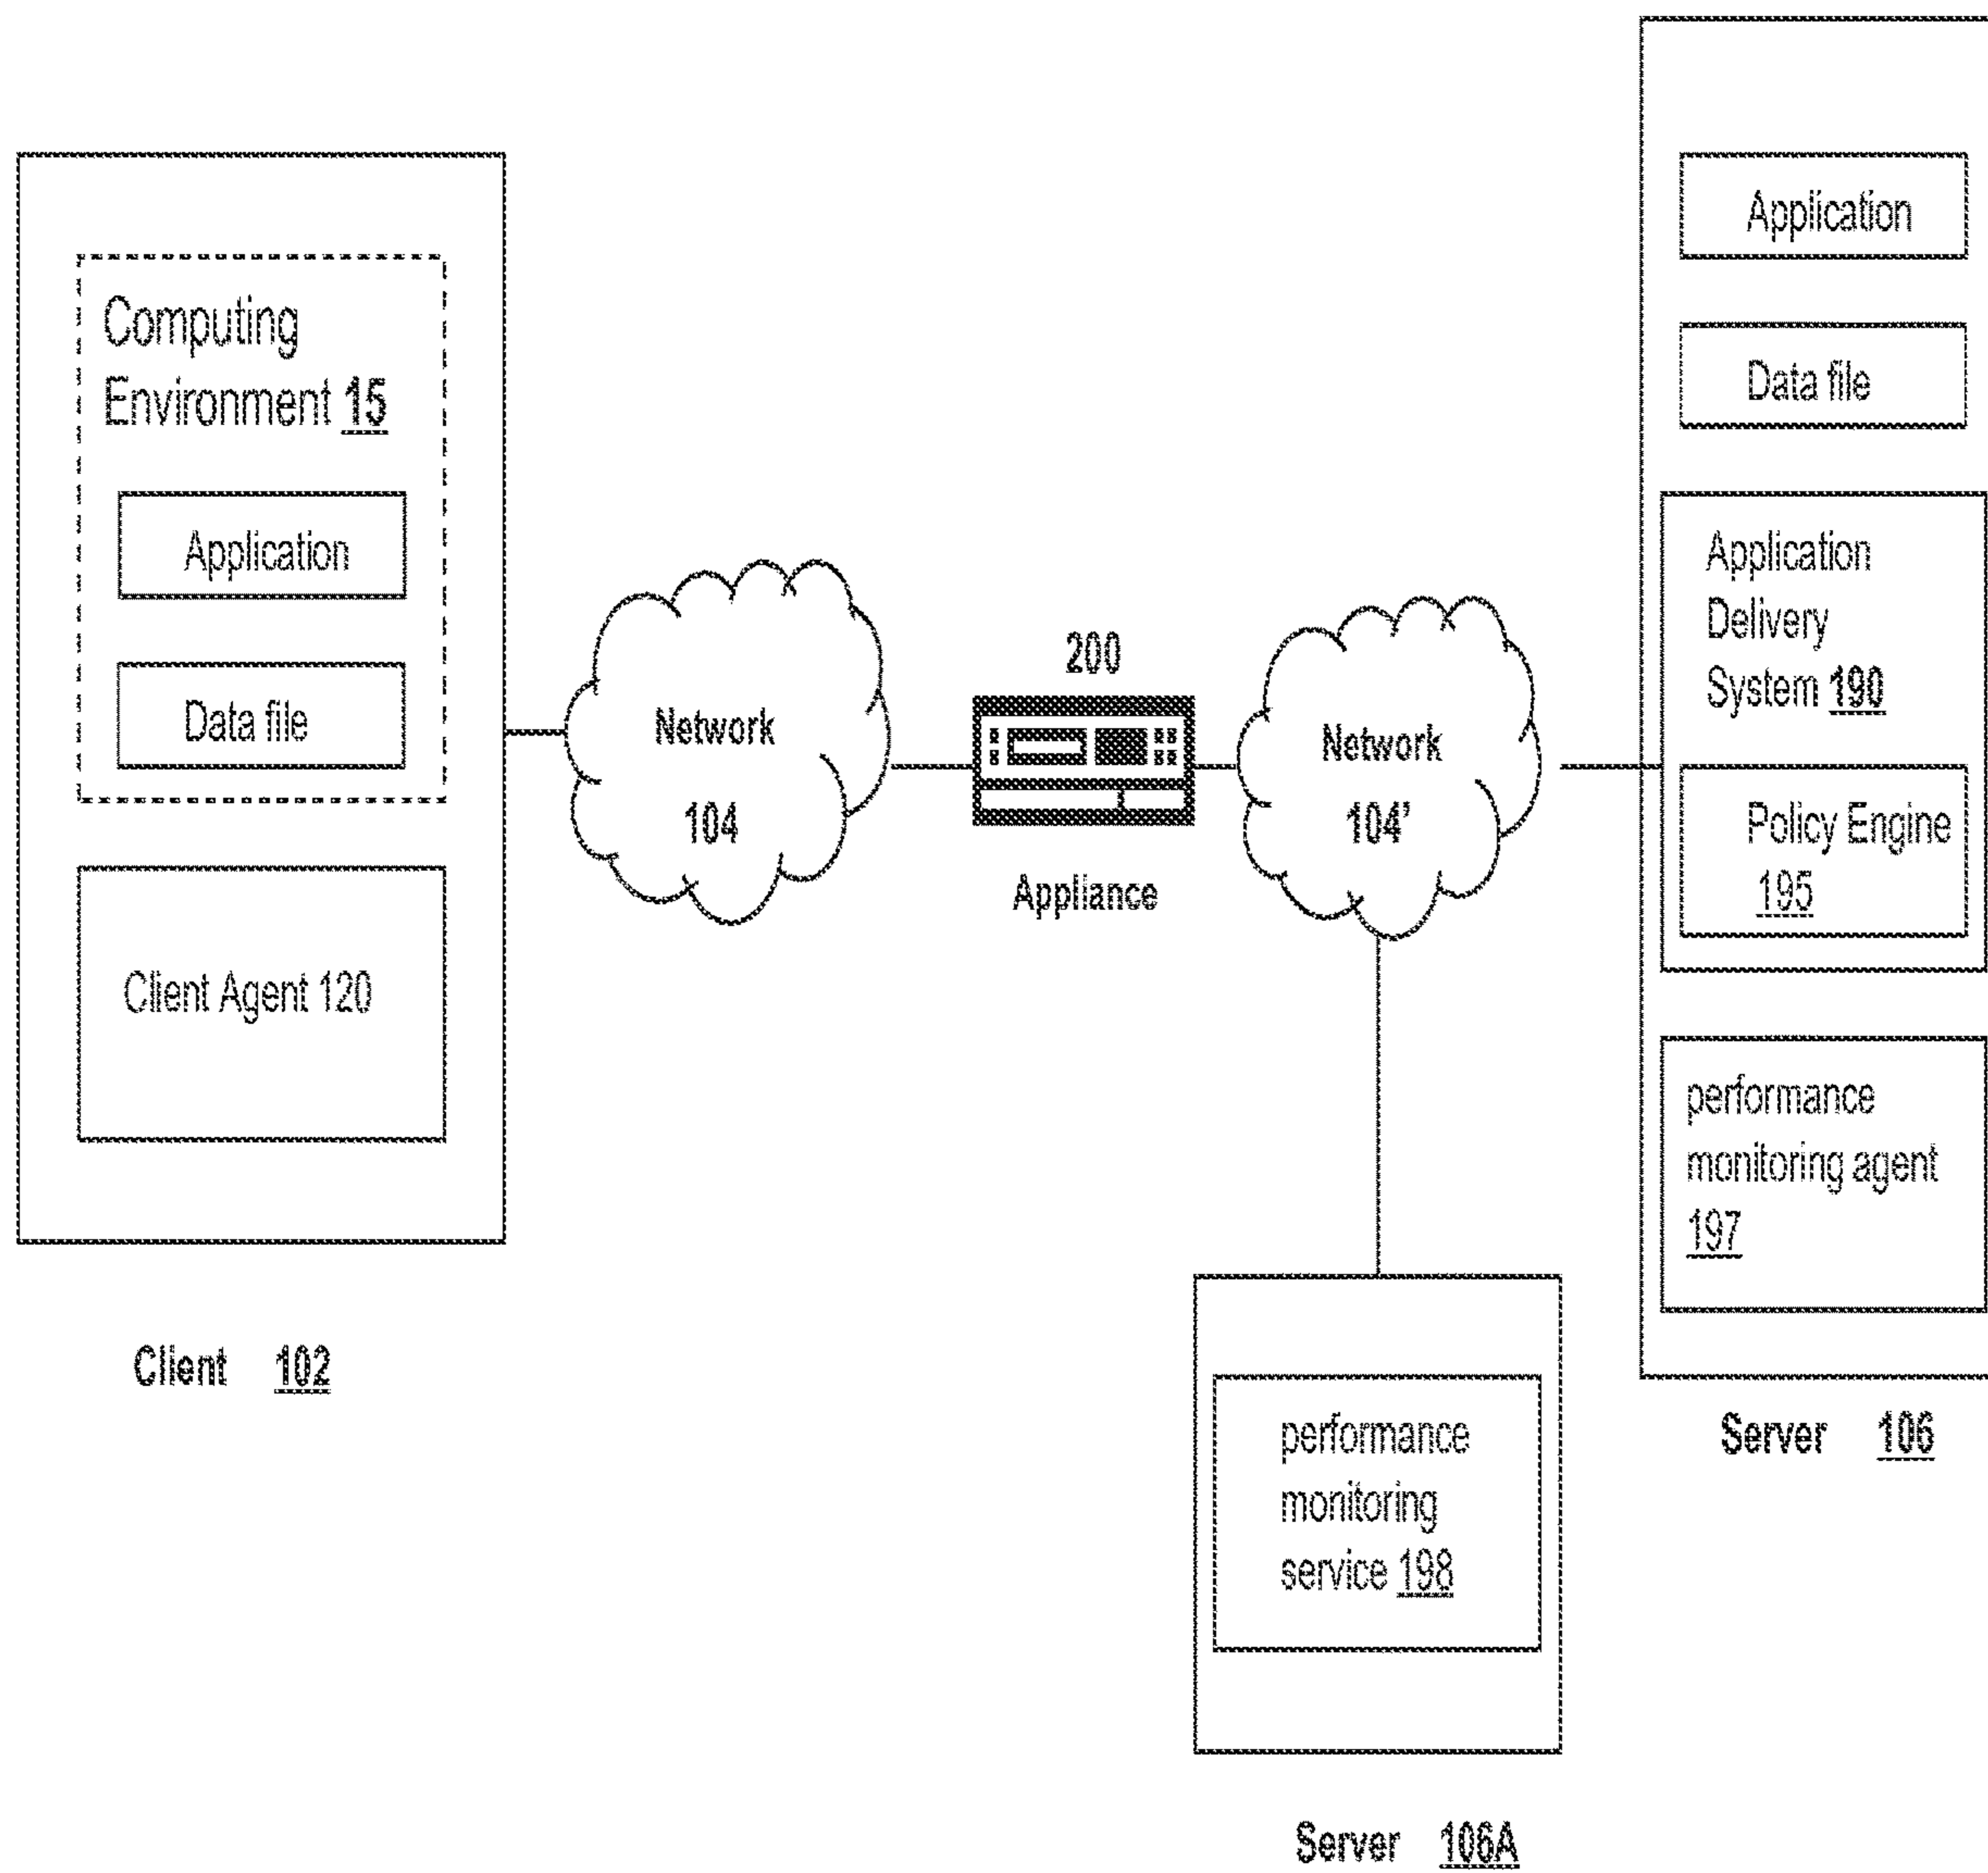 Computing
Environment 15
Application
Data file
Client Agent 120
Client 102
Network
104
200
Appliance
Network
104'
performance
monitoring
service 198
Server 106A
Application
Data file
Application
Delivery
System 190
Policy Engine
195
performance
monitoring agent
197
Server 106